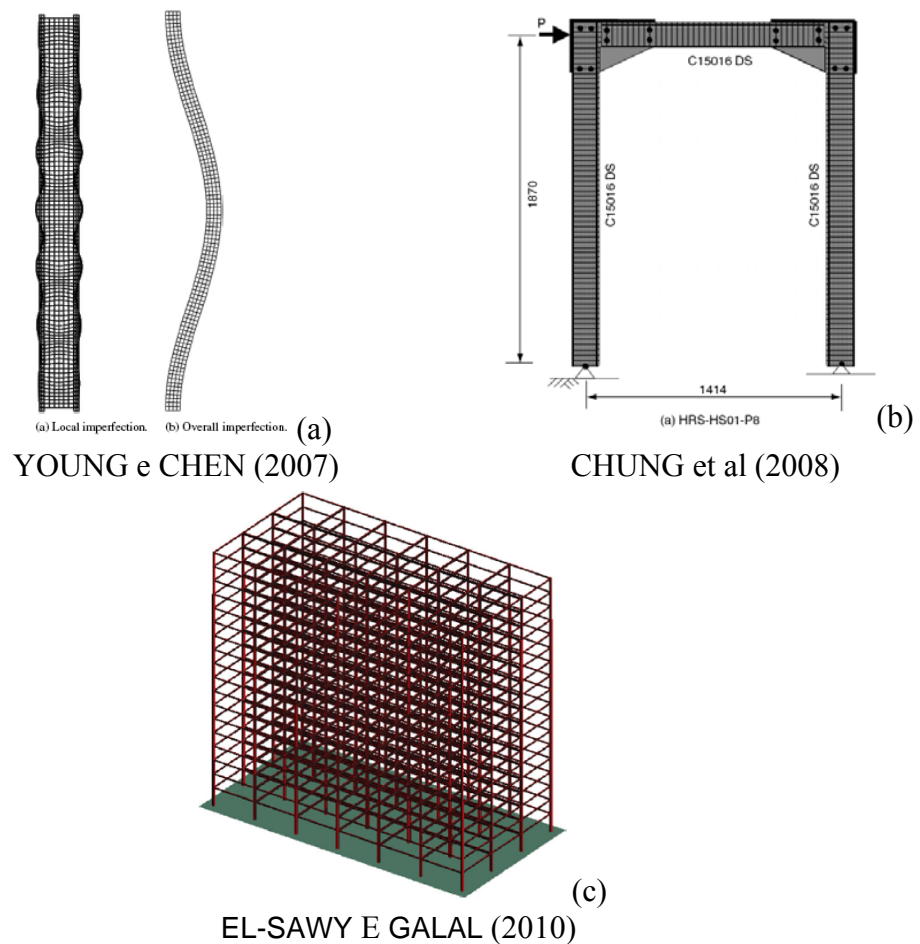 P
C15016 DS
1870
C15016 DS
C15016 DS
1414
(a) Local imperfection. (b) Overall imperfection. (a)
(a) HRS-HS01-P8
(b)
YOUNG e CHEN (2007)
CHUNG et al (2008)
(c)
EL-SAWY E GALAL (2010)